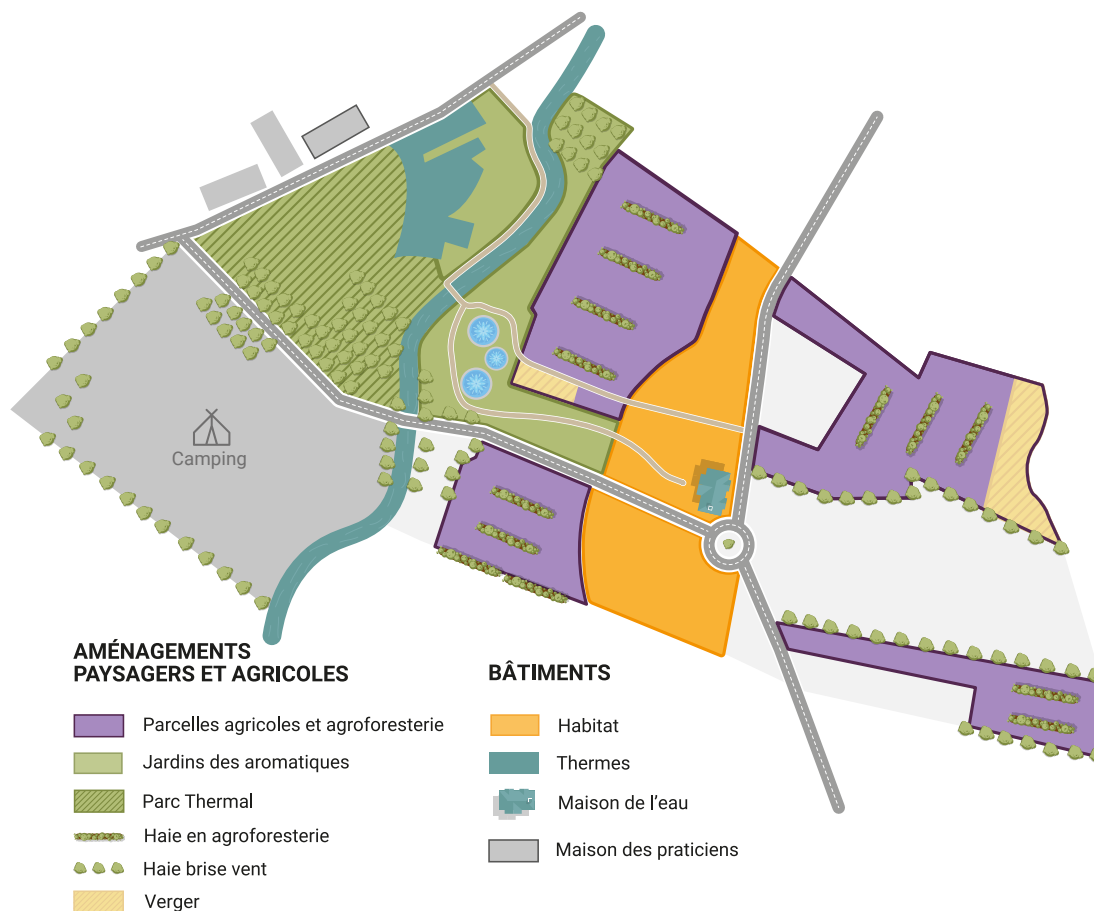 Camping
AMÉNAGEMENTS
PAYSAGERS ET AGRICOLES
Parcelles agricoles et agroforesterie
Jardins des aromatiques
Parc Thermal
Haie en agroforesterie
Haie brise vent
Verger
BÂTIMENTS
Habitat
Thermes
Maison de l’eau
Maison des praticiens